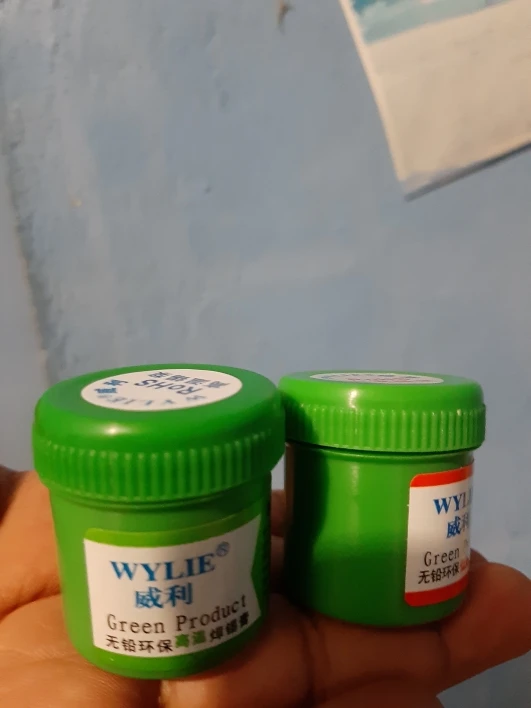 RoHS
WYLIE®
威利
Green Product
无铅环保高温焊锡膏
WYLI
威利
Green
无铅环保